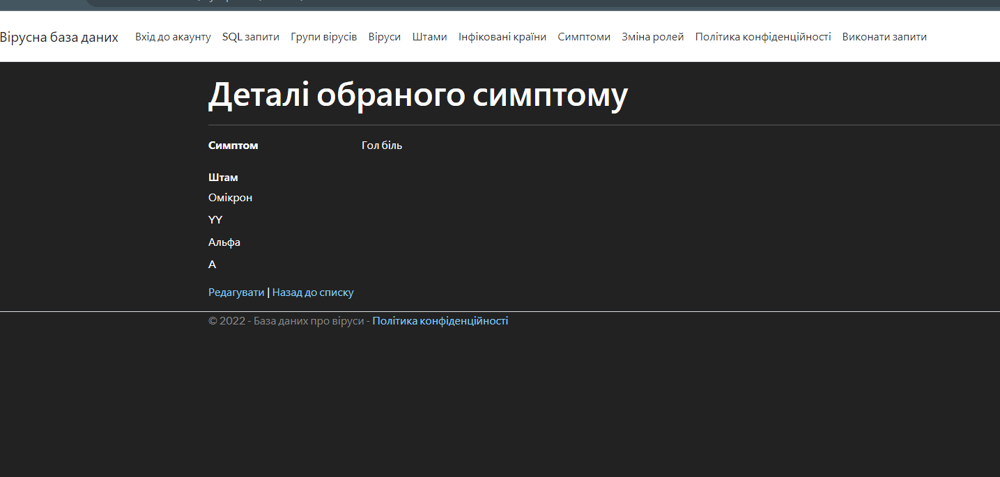 Вірусна база даних Вхід до акаунту SQL запити Групи вірусів Віруси Штами Інфіковані країни Симптоми Зміна ролей Політика конфіденційності Виконати запити
Деталі обраного симптому
Симптом Гол біль
Штам
Омікрон
YY
Альфа
A
Редагувати | Назад до списку
© 2022 - База даних про віруси - Політика конфіденційності